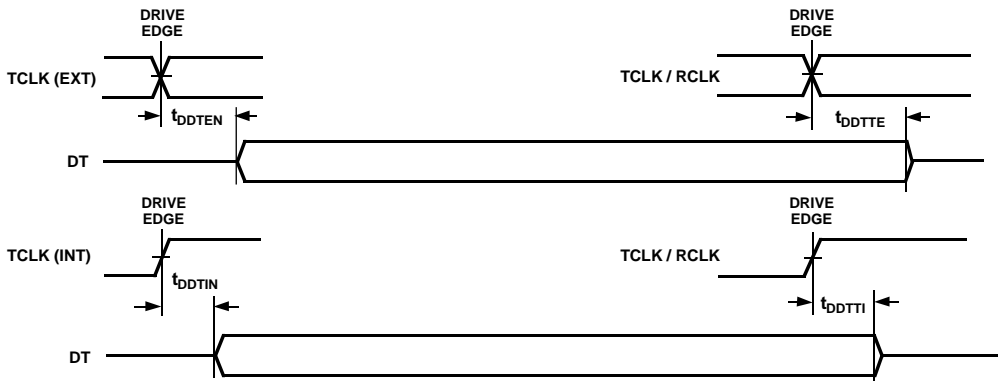 DRIVE
EDGE
DRIVE
EDGE
TCLK (EXT)
TCLK / RCLK
tDDTEN
tDDTTE
DT
DRIVE
EDGE
DRIVE
EDGE
TCLK (INT)
TCLK / RCLK
tDDTIN
tDDTTI
DT